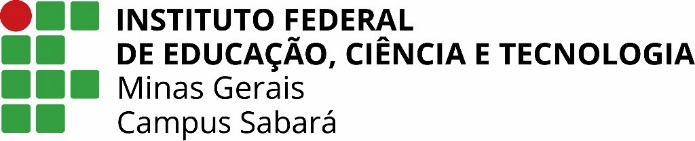 INSTITUTO FEDERAL
DE EDUCAÇÃO, CIÊNCIA E TECNOLOGIA
Minas Gerais
Campus Sabará